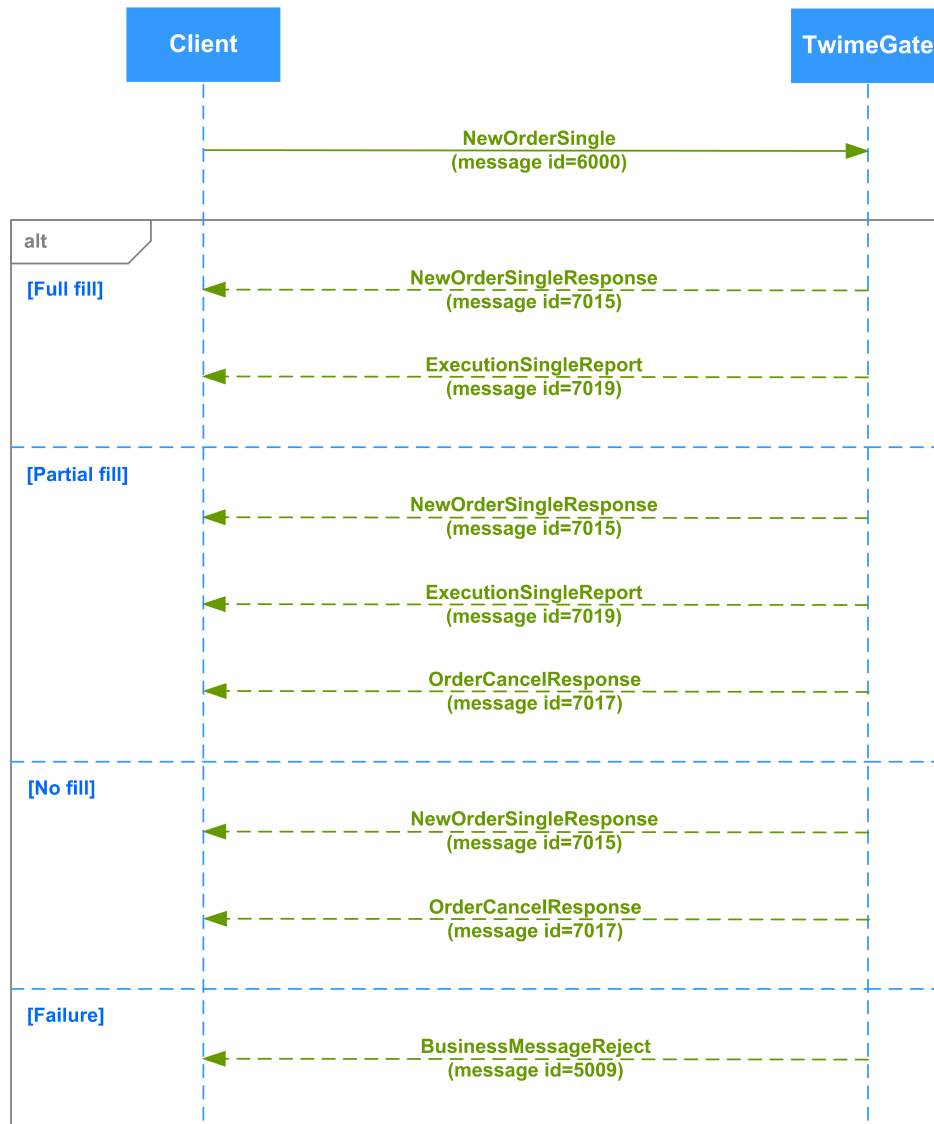 Client
TwimeGate
NewOrderSingle
(message id=6000)
alt
[Full fill]
NewOrderSingleResponse
(message id=7015)
ExecutionSingleReport
(message id=7019)
[Partial fill]
NewOrderSingleResponse
(message id=7015)
ExecutionSingleReport
(message id=7019)
OrderCancelResponse
(message id=7017)
[No fill]
NewOrderSingleResponse
(message id=7015)
OrderCancelResponse
(message id=7017)
[Failure]
BusinessMessageReject
(message id=5009)